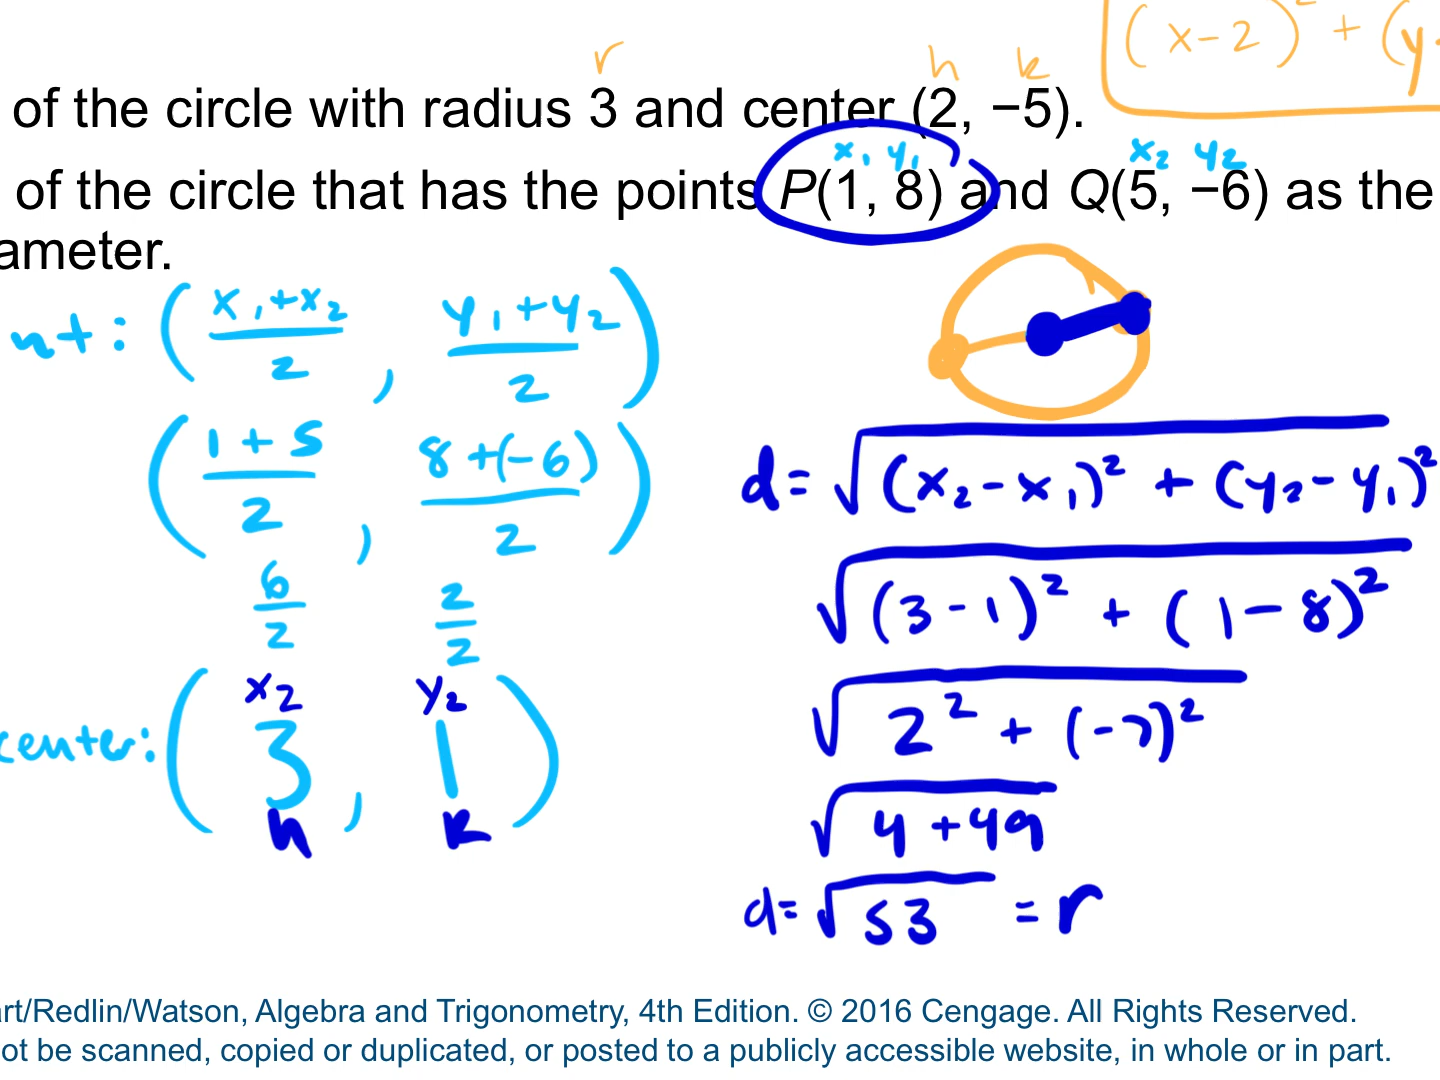 (x-2)² + (y-
r h k
of the circle with radius 3 and center (2, −5).
x₁ y₁ x₂ y₂
of the circle that has the points P(1, 8) and Q(5, −6) as the
ameter.
nt: (x₁+x₂/2, y₁+y₂/2)
(1+5/2, 8+(-6)/2)
6/2 2/2
x₂ y₂
center: (3, 1)
h k
d = √(x₂-x₁)² + (y₂-y₁)²
√(3-1)² + (1-8)²
√2² + (-7)²
√4+49
d= √53 = r
rt/Redlin/Watson, Algebra and Trigonometry, 4th Edition. © 2016 Cengage. All Rights Reserved.
ot be scanned, copied or duplicated, or posted to a publicly accessible website, in whole or in part.